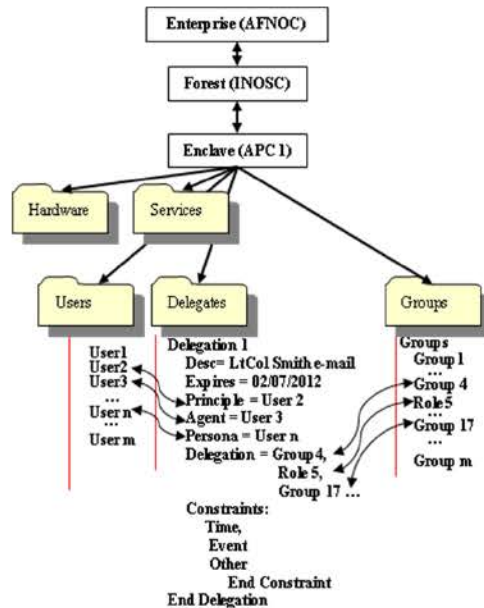 Enterprise (AFNOC)
Forest (INOSC)
Enclave (APC 1)
Hardware
Services
Users
Delegates
Groups
User1
User2
User3
...
User n
...
User m
Delegation 1
Desc= LtCol Smith e-mail
Expires = 02/07/2012
Principle = User 2
Agent = User 3
Persona = User n
Delegation = Group 4,
Role 5,
Group 17 ...
Constraints:
Time,
Event
Other
End Constraint
End Delegation
Groups
Group 1
...
Group 4
Role 5
Group 17
...
Group m